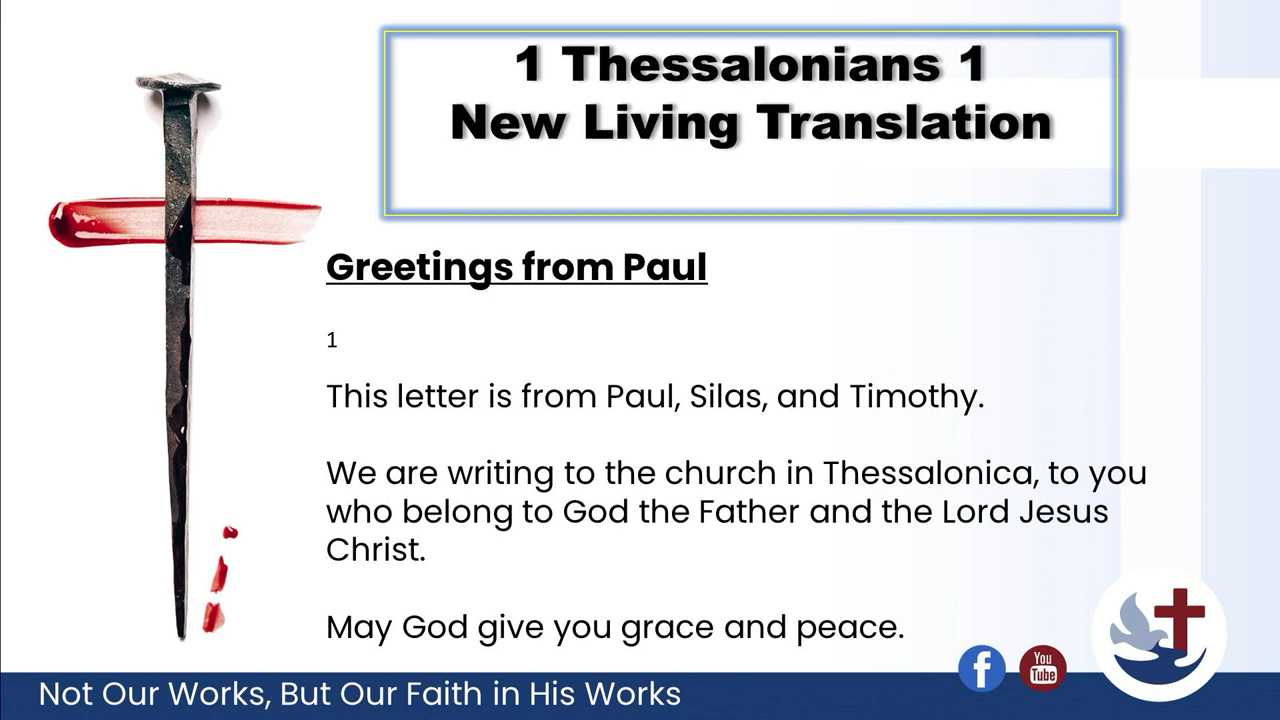 1 Thessalonians 1
New Living Translation
Greetings from Paul
1
This letter is from Paul, Silas, and Timothy.
We are writing to the church in Thessalonica, to you
who belong to God the Father and the Lord Jesus
Christ.
May God give you grace and peace.
f
You
Tube
Not Our Works, But Our Faith in His Works